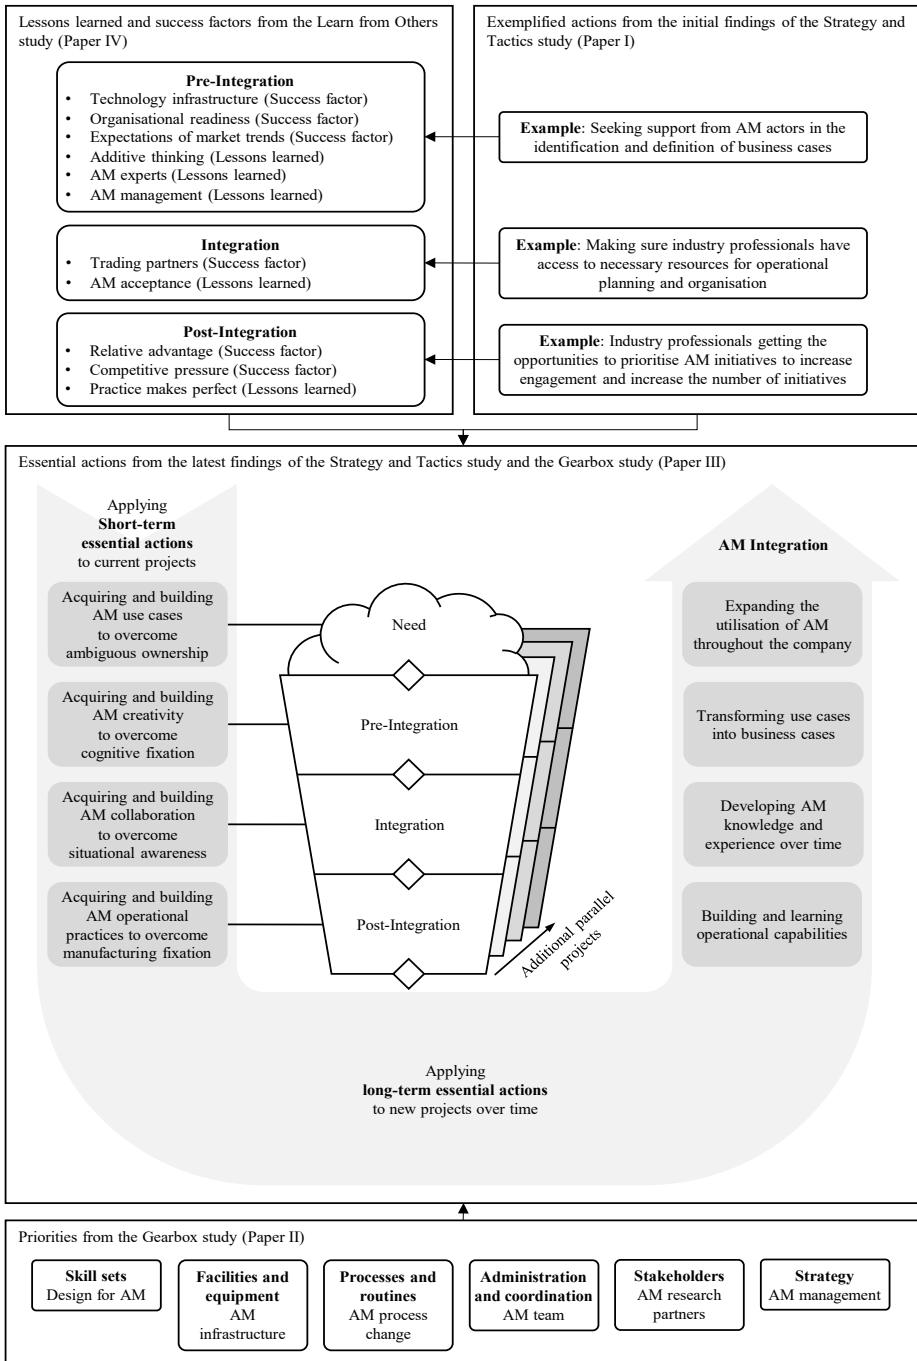 Lessons learned and success factors from the Learn from Others
study (Paper IV)
Pre-Integration
• Technology infrastructure (Success factor)
• Organisational readiness (Success factor)
• Expectations of market trends (Success factor)
• Additive thinking (Lessons learned)
• AM experts (Lessons learned)
• AM management (Lessons learned)
Integration
• Trading partners (Success factor)
• AM acceptance (Lessons learned)
Post-Integration
• Relative advantage (Success factor)
• Competitive pressure (Success factor)
• Practice makes perfect (Lessons learned)
Exemplified actions from the initial findings of the Strategy and
Tactics study (Paper I)
Example: Seeking support from AM actors in the
identification and definition of business cases
Example: Making sure industry professionals have
access to necessary resources for operational
planning and organisation
Example: Industry professionals getting the
opportunities to prioritise AM initiatives to increase
engagement and increase the number of initiatives
Essential actions from the latest findings of the Strategy and Tactics study and the Gearbox study (Paper III)
Applying
Short-term
essential actions
to current projects
Acquiring and building
AM use cases
to overcome
ambiguous ownership
Acquiring and building
AM creativity
to overcome
cognitive fixation
Acquiring and building
AM collaboration
to overcome
situational awareness
Acquiring and building
AM operational
practices to overcome
manufacturing fixation
Need
Pre-Integration
Integration
Post-Integration
Additional parallel
projects
AM Integration
Expanding the
utilisation of AM
throughout the company
Transforming use cases
into business cases
Developing AM
knowledge and
experience over time
Building and learning
operational capabilities
Applying
long-term essential actions
to new projects over time
Priorities from the Gearbox study (Paper II)
Skill sets
Design for AM
Facilities and
equipment
AM
infrastructure
Processes and
routines
AM process
change
Administration
and coordination
AM team
Stakeholders
AM research
partners
Strategy
AM management